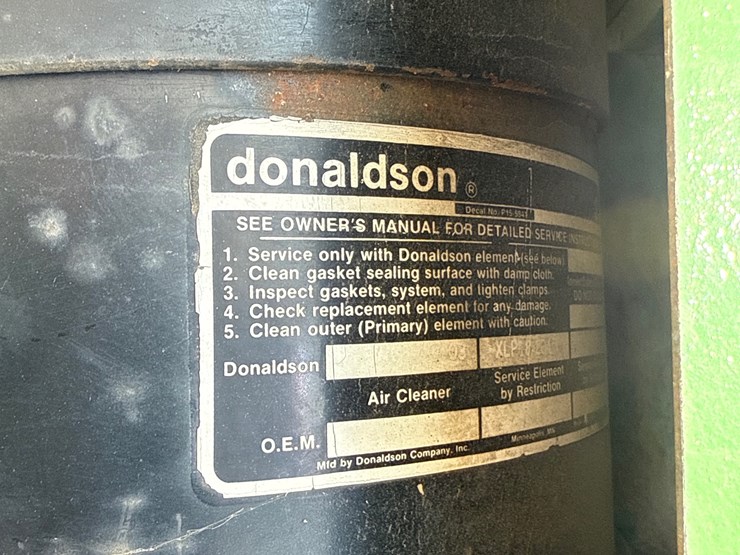 donaldson ®
Decal No. P15-
SEE OWNER'S MANUAL FOR DETAILED SERVICE
1. Service only with Donaldson element (see below)
2. Clean gasket sealing surface with damp cloth.
3. Inspect gaskets, system, and tighten clamps.
4. Check replacement element for any damage.
5. Clean outer (Primary) element with caution.
Donaldson
Air Cleaner
Service Element
by Restriction
O.E.M.
Mfd by Donaldson Company, Inc. Minneapolis, MN